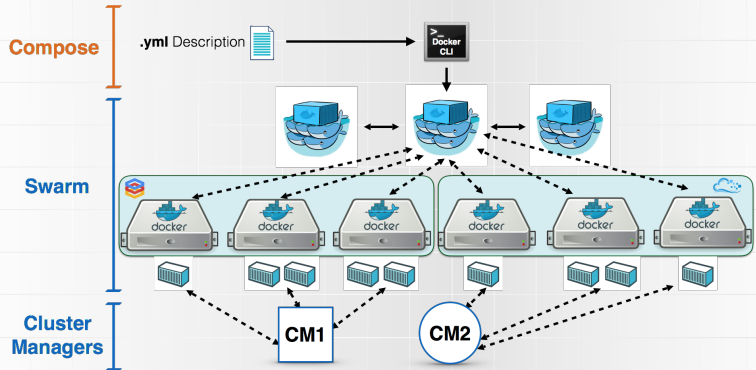 Compose
.yml Description
>_
Docker
CLI
Swarm
docker
docker
docker
docker
docker
docker
Cluster
Managers
CM1
CM2